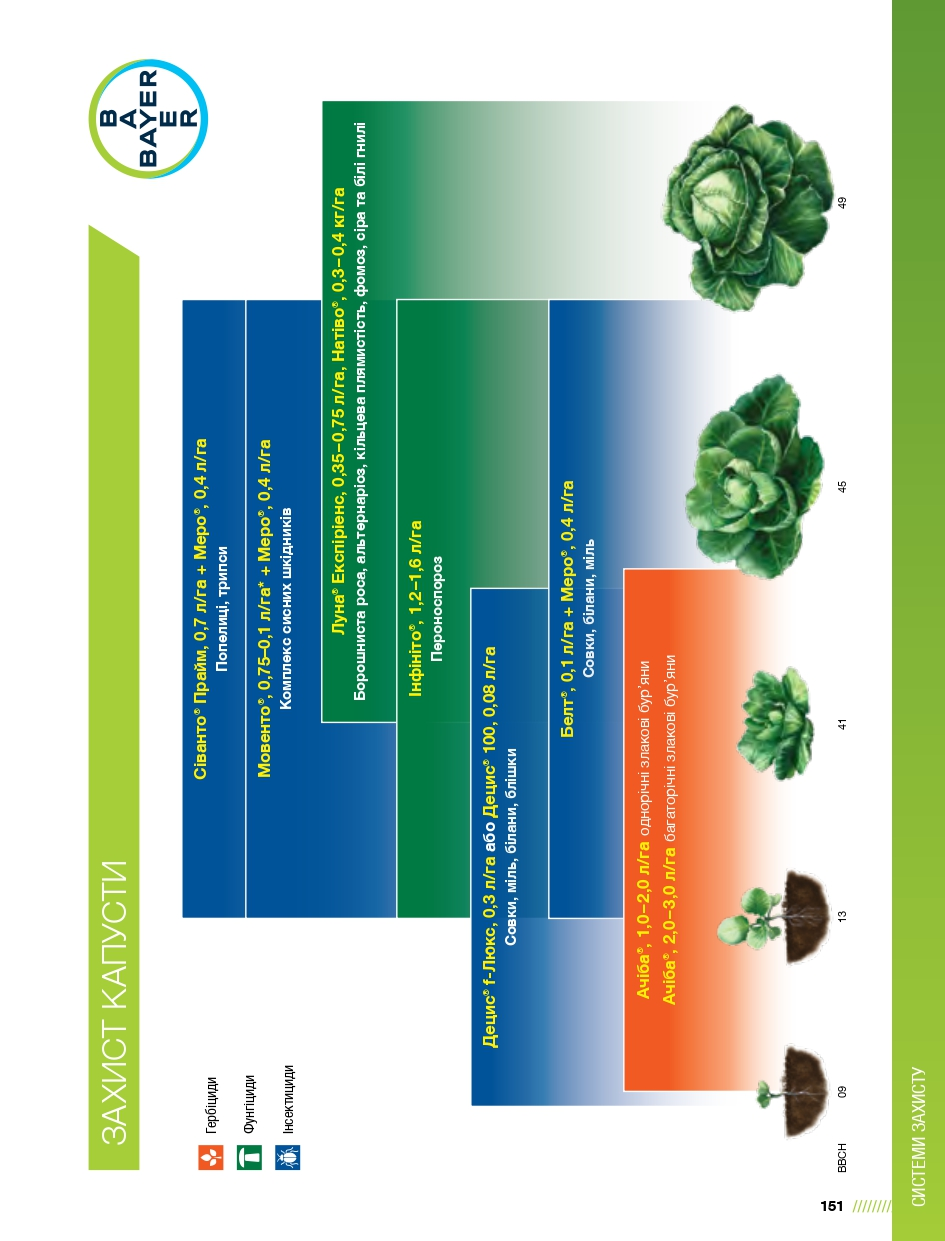 ЗАХИСТ КАПУСТИ
B
A
BAYER
E
R
Гербіциди
Фунгіциди
Інсектициди
Сіванто® Прайм, 0,7 л/га + Меро®, 0,4 л/га
Попелиці, трипси
Мовенто®, 0,75–0,1 л/га* + Меро®, 0,4 л/га
Комплекс сисних шкідників
Луна® Експіріенс, 0,35–0,75 л/га, Натіво®, 0,3–0,4 кг/га
Борошниста роса, альтернаріоз, кільцева плямистість, фомоз, сіра та білі гнилі
Інфініто®, 1,2–1,6 л/га
Пероноспороз
Децис® f-Люкс, 0,3 л/га або Децис® 100, 0,08 л/га
Совки, міль, білани, блішки
Белт®, 0,1 л/га + Меро®, 0,4 л/га
Совки, білани, міль
Ачіба®, 1,0–2,0 л/га однорічні злакові бур’яни
Ачіба®, 2,0–3,0 л/га багаторічні злакові бур’яни
BBCH 09 13 41 45 49
151
СИСТЕМИ ЗАХИСТУ